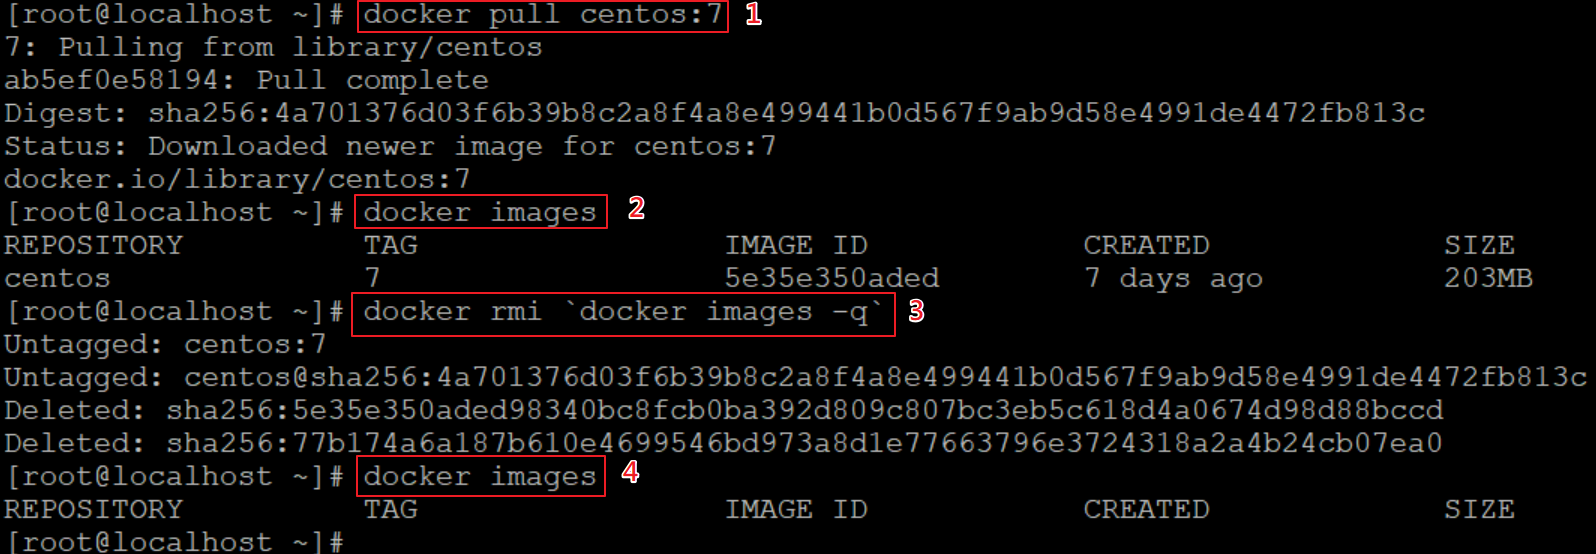 [root@localhost ~]# docker pull centos:7 1
7: Pulling from library/centos
ab5ef0e58194: Pull complete
Digest: sha256:4a701376d03f6b39b8c2a8f4a8e499441b0d567f9ab9d58e4991de4472fb813c
Status: Downloaded newer image for centos:7
docker.io/library/centos:7
[root@localhost ~]# docker images 2
REPOSITORY TAG IMAGE ID CREATED SIZE
centos 7 5e35e350aded 7 days ago 203MB
[root@localhost ~]# docker rmi `docker images -q` 3
Untagged: centos:7
Untagged: centos@sha256:4a701376d03f6b39b8c2a8f4a8e499441b0d567f9ab9d58e4991de4472fb813c
Deleted: sha256:5e35e350aded98340bc8fcb0ba392d809c807bc3eb5c618d4a0674d98d88bccd
Deleted: sha256:77b174a6a187b610e4699546bd973a8d1e77663796e3724318a2a4b24cb07ea0
[root@localhost ~]# docker images 4
REPOSITORY TAG IMAGE ID CREATED SIZE
[root@localhost ~]#